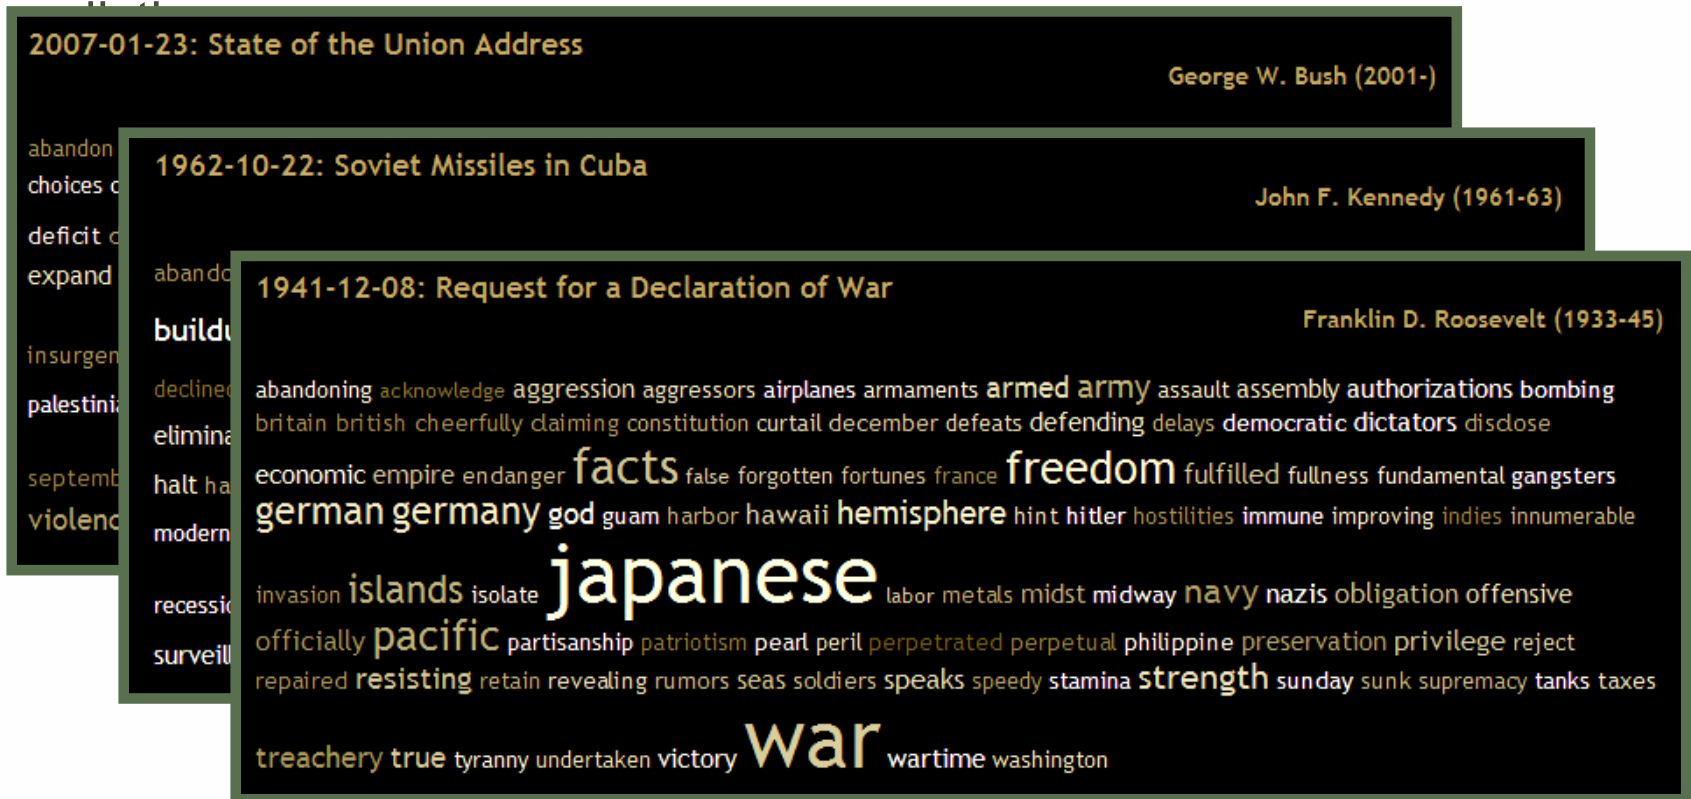 2007-01-23: State of the Union Address
George W. Bush (2001-)
abandon
choices
deficit
expand
palestini
violenc
1962-10-22: Soviet Missiles in Cuba
John F. Kennedy (1961-63)
abando
buildu
declined
elimina
halt ha
modern
recessio
surveill
1941-12-08: Request for a Declaration of War
Franklin D. Roosevelt (1933-45)
abandoning acknowledge aggression aggressors airplanes armaments armed army assault assembly authorizations bombing
britain british cheerfully claiming constitution curtail december defeats defending delays democratic dictators disclose
economic empire endanger facts false forgotten fortunes france freedom fulfilled fullness fundamental gangsters
german germany god guam harbor hawaii hemisphere hint hitler hostilities immune improving indies innumerable
invasion islands isolate japanese labor metals midst midway navy nazis obligation offensive
officially pacific partisanship patriotism pearl peril perpetrated perpetual philippine preservation privilege reject
repaired resisting retain revealing rumors seas soldiers speaks speedy stamina strength sunday sunk supremacy tanks taxes
treachery true tyranny undertaken victory war wartime washington